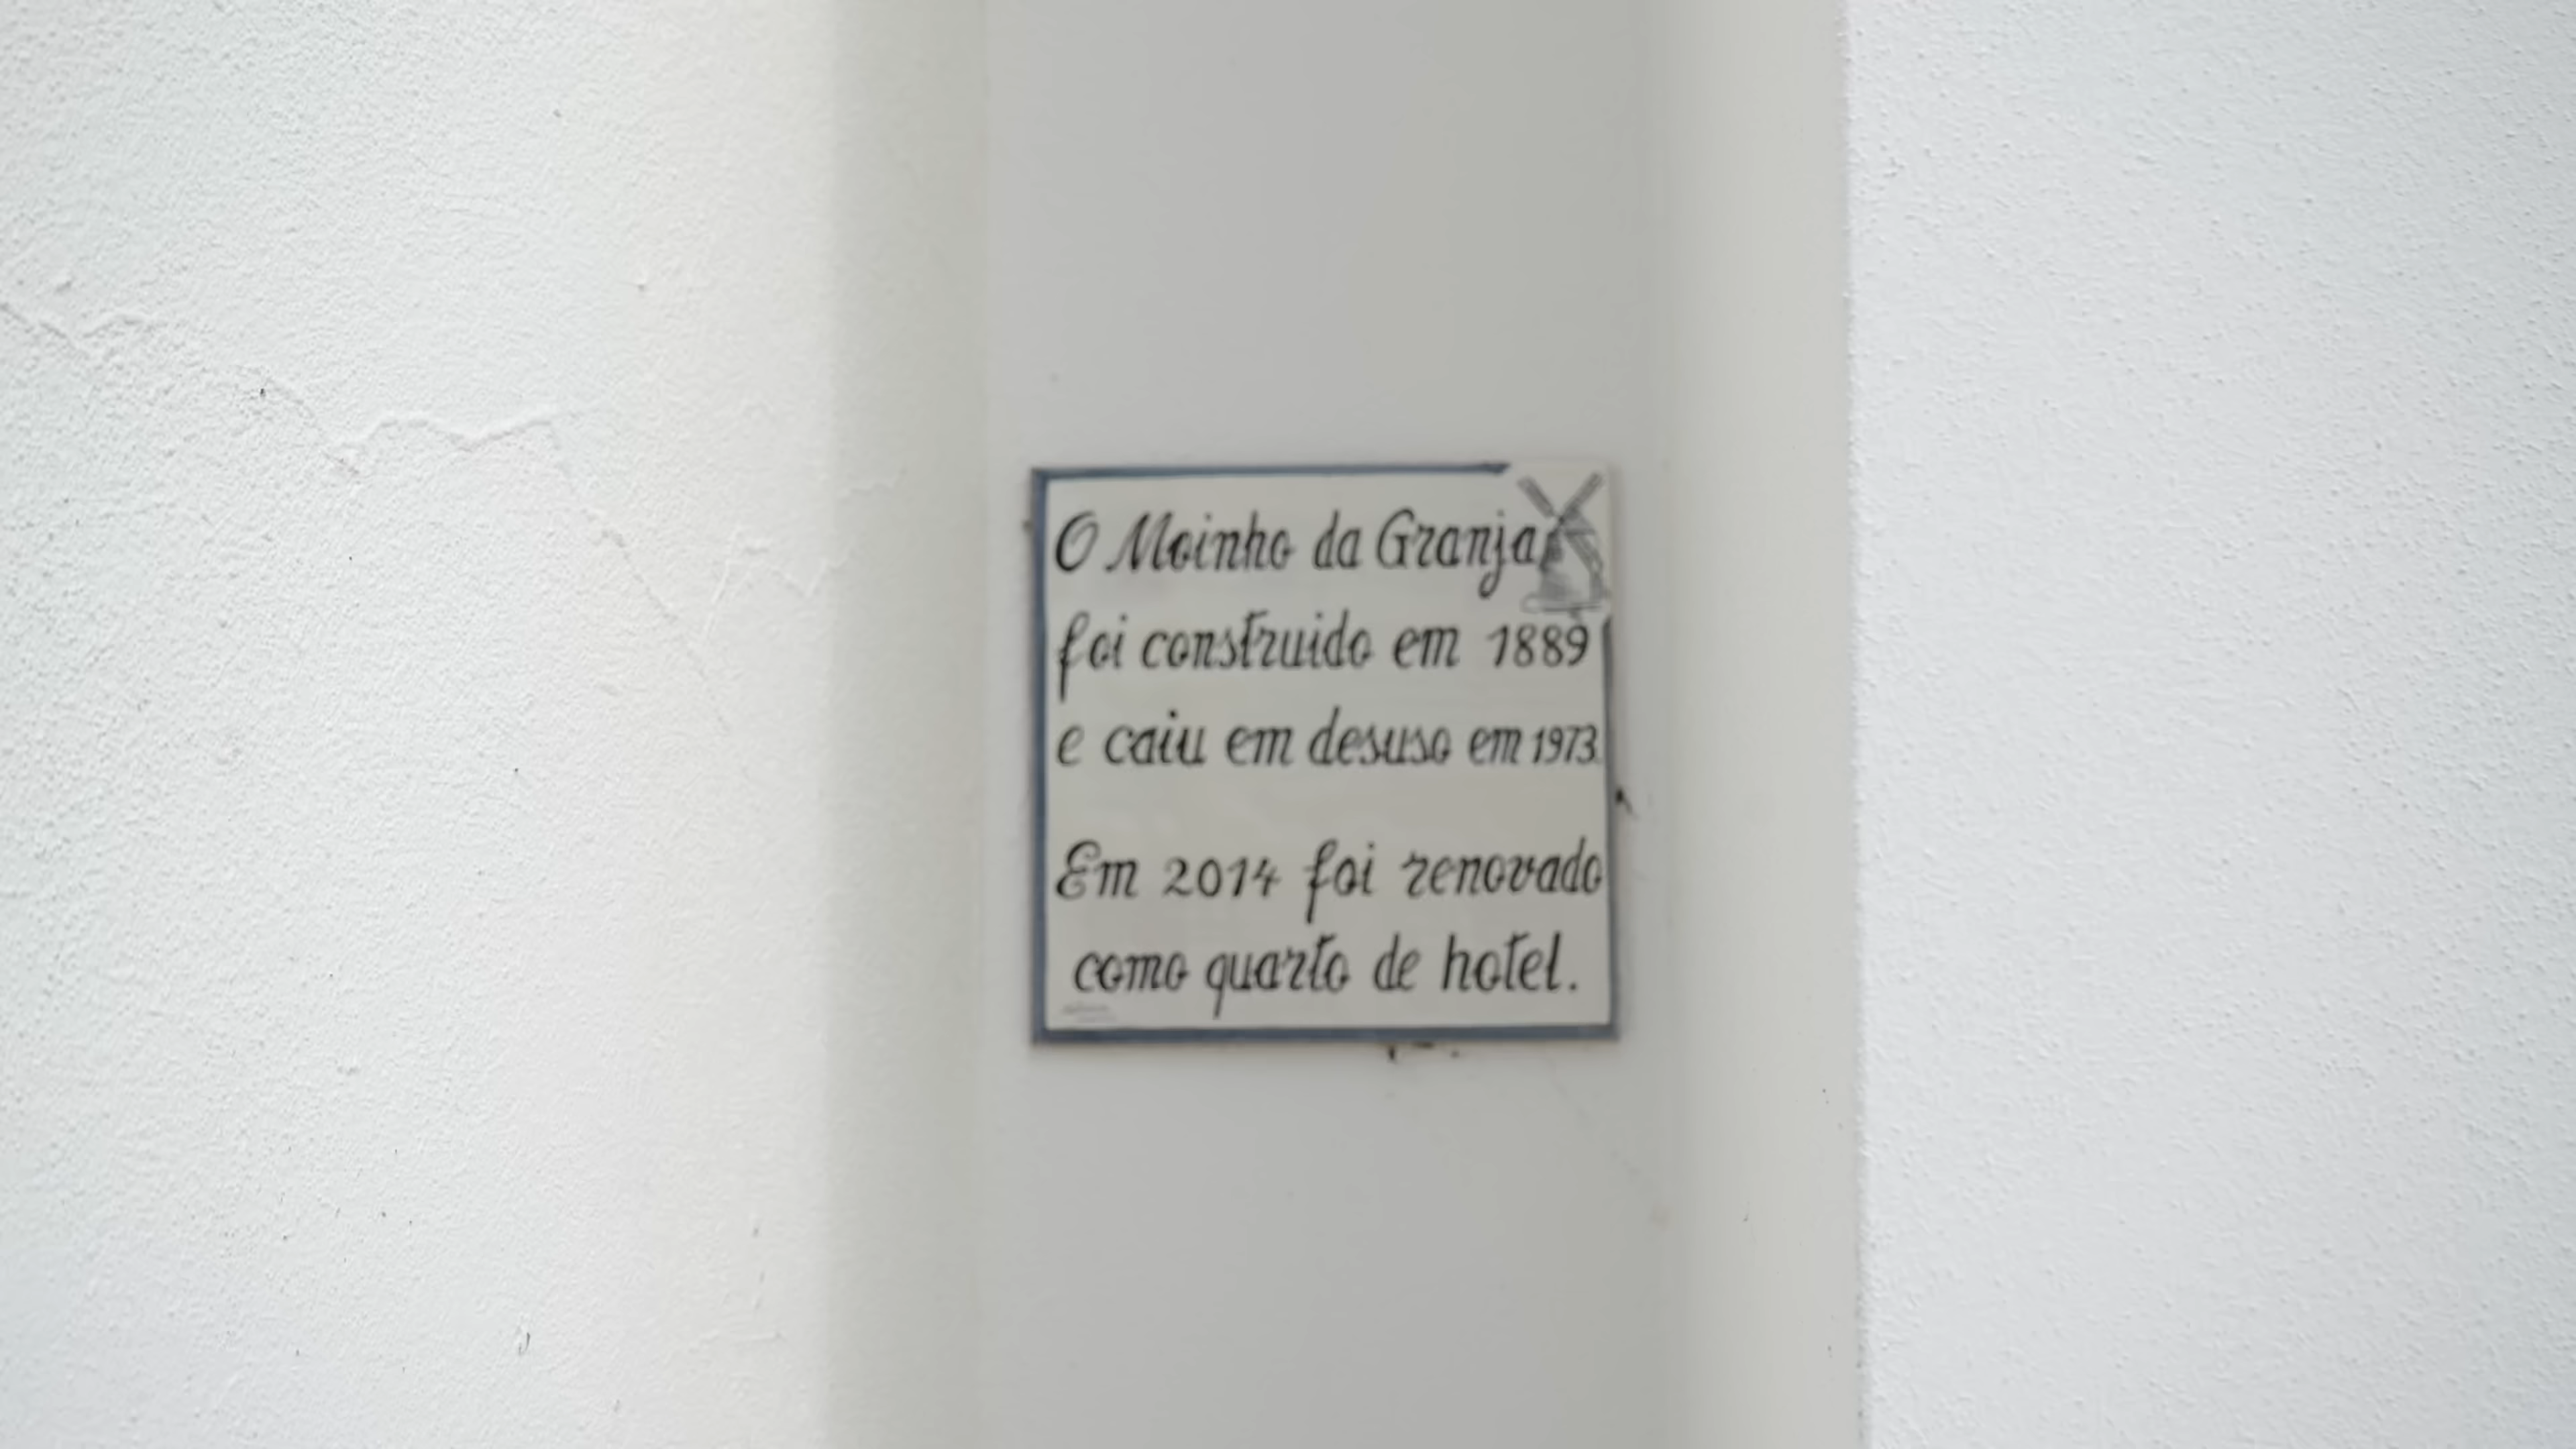 O Moinho da Granja
foi construido em 1889
e caiu em desuso em 1973.
Em 2014 foi renovado
como quarto de hotel.